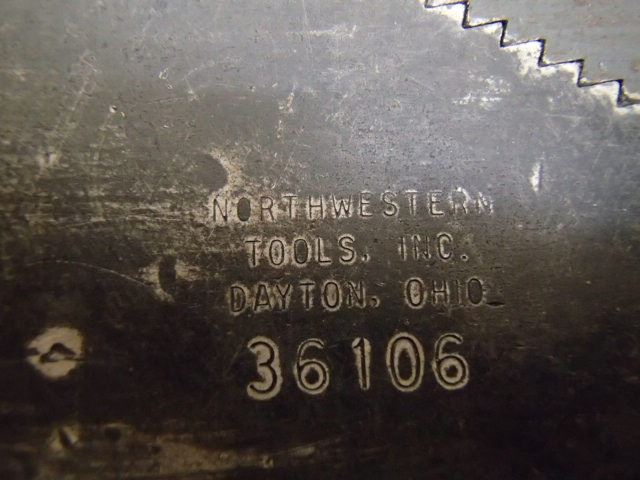 NORTHWESTERN
TOOLS, INC.
DAYTON, OHIO
36106